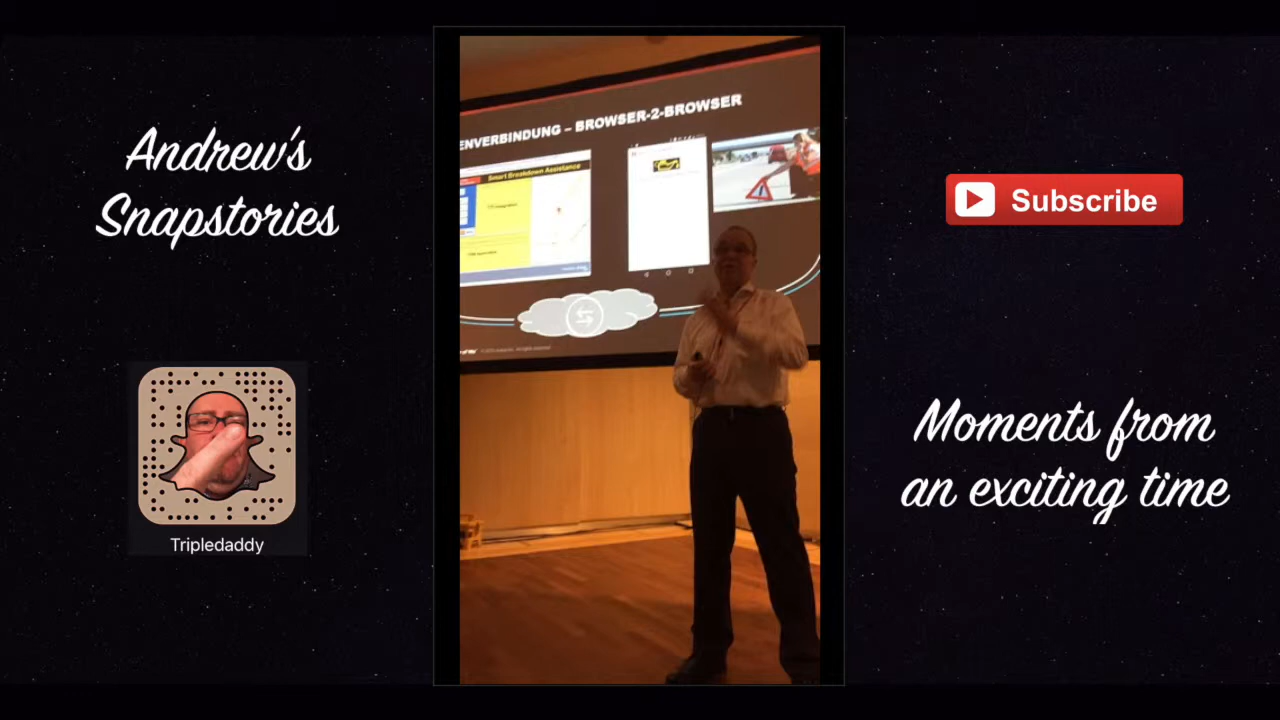 Andrew's
Snapstories
Tripledaddy
ENVERBINDUNG – BROWSER-2-BROWSER
Smart Breakdown Assistance
Subscribe
Moments from
an exciting time